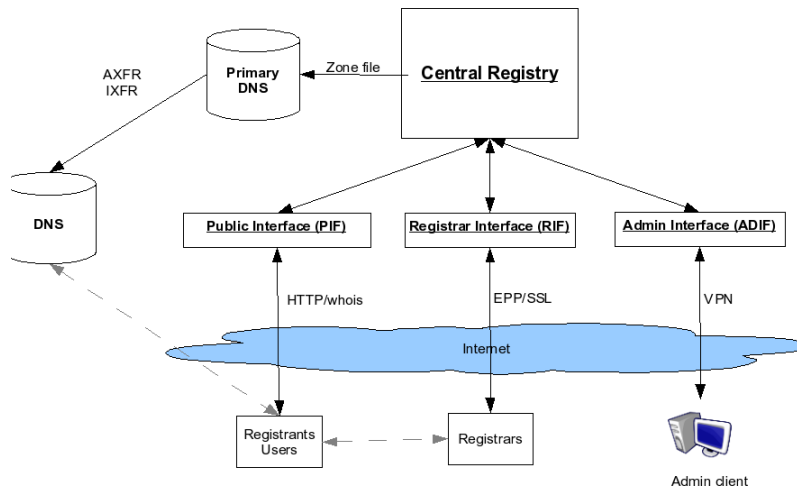 AXFR
IXFR
Primary
DNS
Zone file
Central Registry
DNS
Public Interface (PIF)
Registrar Interface (RIF)
Admin Interface (ADIF)
HTTP/whois
EPP/SSL
VPN
Internet
Registrants
Users
Registrars
Admin client